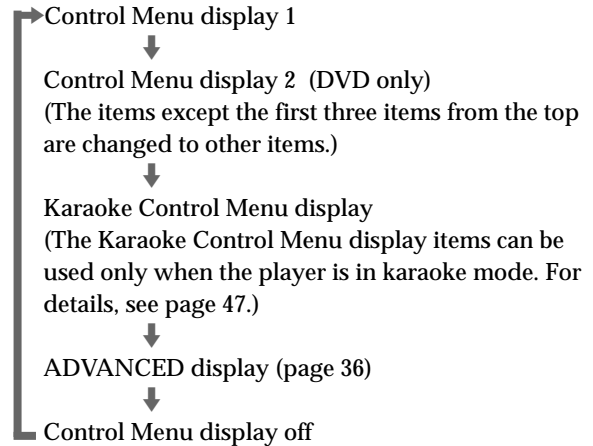 Control Menu display 1
Control Menu display 2 (DVD only)
(The items except the first three items from the top
are changed to other items.)
Karaoke Control Menu display
(The Karaoke Control Menu display items can be
used only when the player is in karaoke mode. For
details, see page 47.)
ADVANCED display (page 36)
Control Menu display off